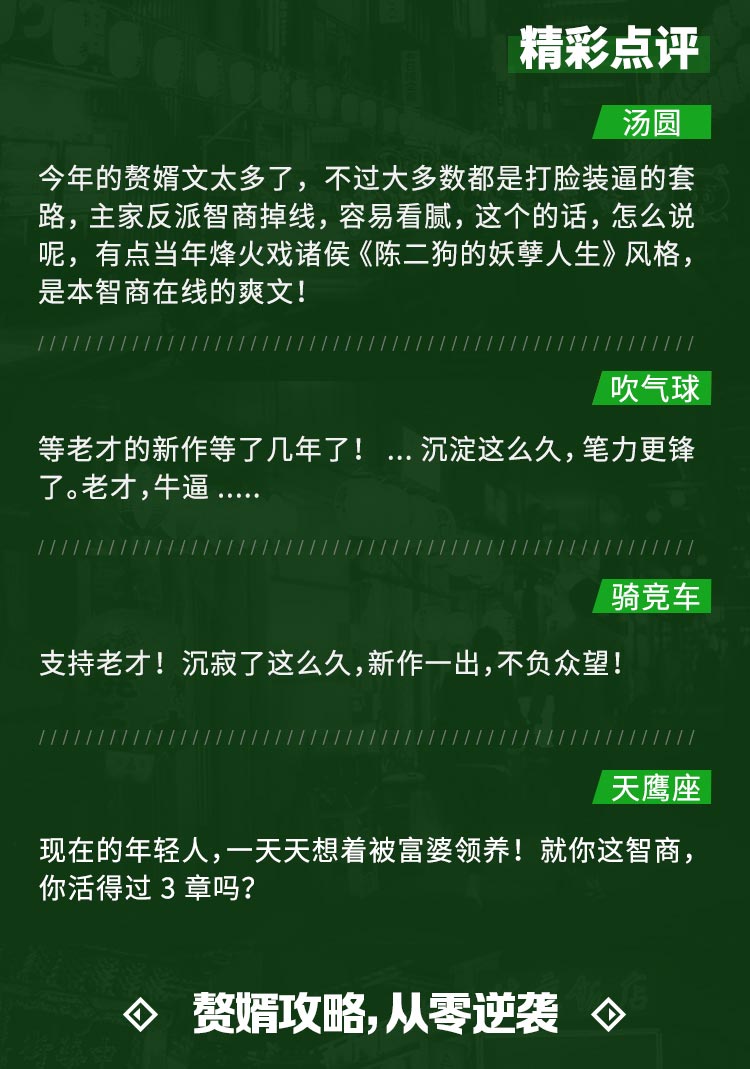 精彩点评
汤圆
今年的赘婿文太多了，不过大多数都是打脸装逼的套
路，主家反派智商掉线，容易看腻，这个的话，怎么说
呢，有点当年烽火戏诸侯《陈二狗的妖孽人生》风格，
是本智商在线的爽文！
吹气球
等老才的新作等了几年了！ ... 沉淀这么久，笔力更锋
了。老才，牛逼 .....
骑竞车
支持老才！沉寂了这么久，新作一出，不负众望！
天鹰座
现在的年轻人，一天天想着被富婆领养！就你这智商，
你活得过 3 章吗？
赘婿攻略，从零逆袭